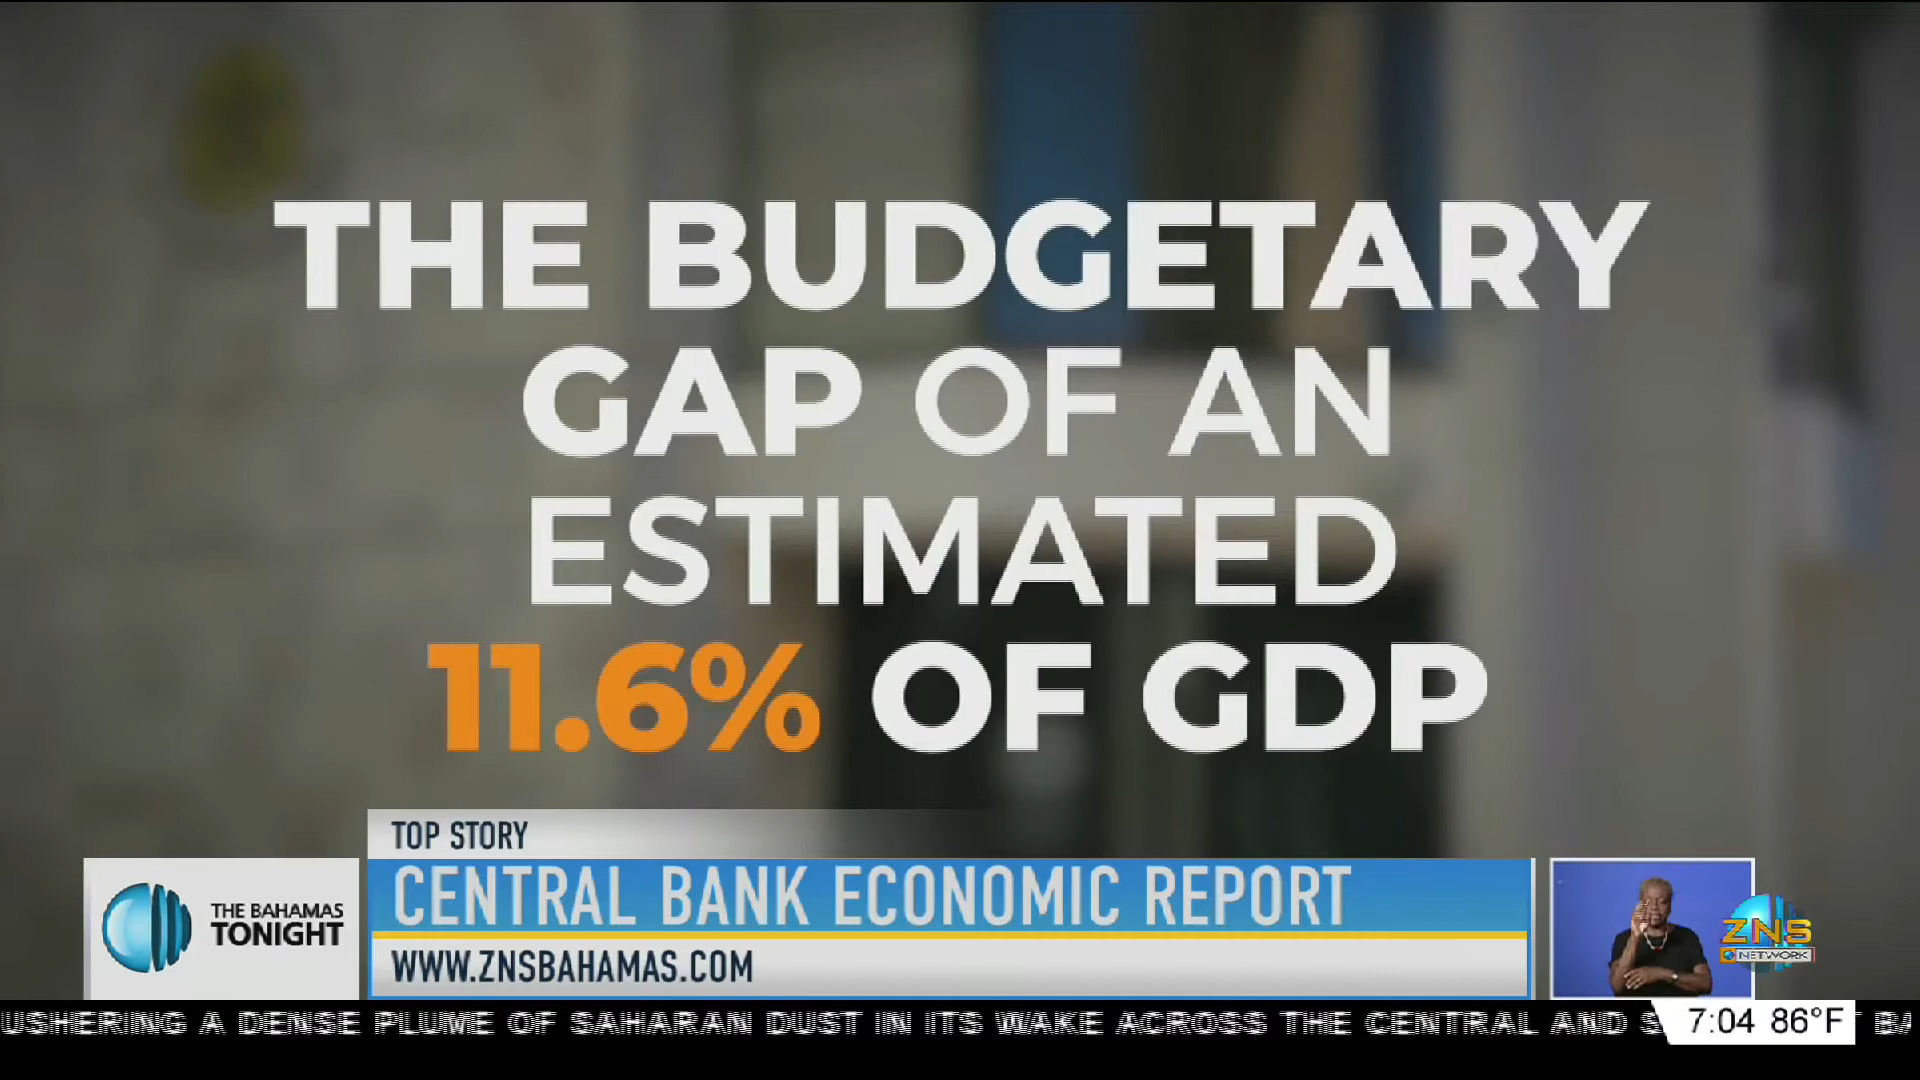 THE BUDGETARY
GAP OF AN
ESTIMATED
11.6% OF GDP
TOP STORY
CENTRAL BANK ECONOMIC REPORT
WWW.ZNSBAHAMAS.COM
THE BAHAMAS
TONIGHT
ZNS
NETWORK
USHERING A DENSE PLUME OF SAHARAN DUST IN ITS WAKE ACROSS THE CENTRAL AND
7:04 86°F